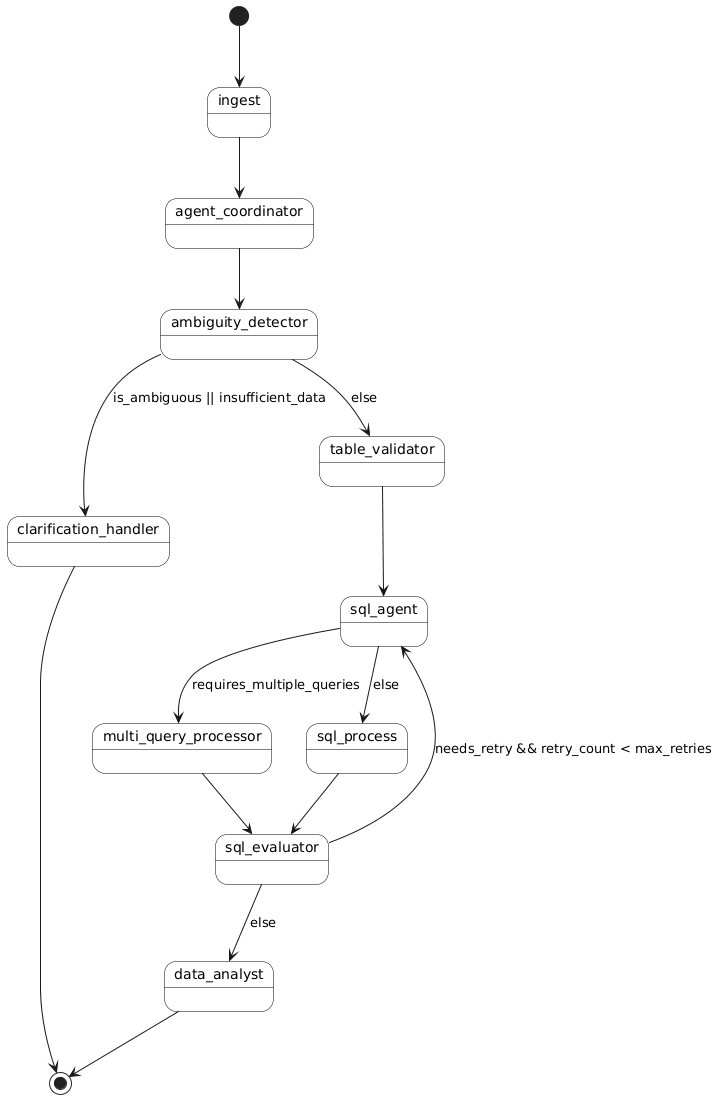 ingest
agent_coordinator
ambiguity_detector
is_ambiguous || insufficient_data
else
table_validator
clarification_handler
sql_agent
requires_multiple_queries
else
multi_query_processor
sql_process
needs_retry && retry_count < max_retries
sql_evaluator
else
data_analyst